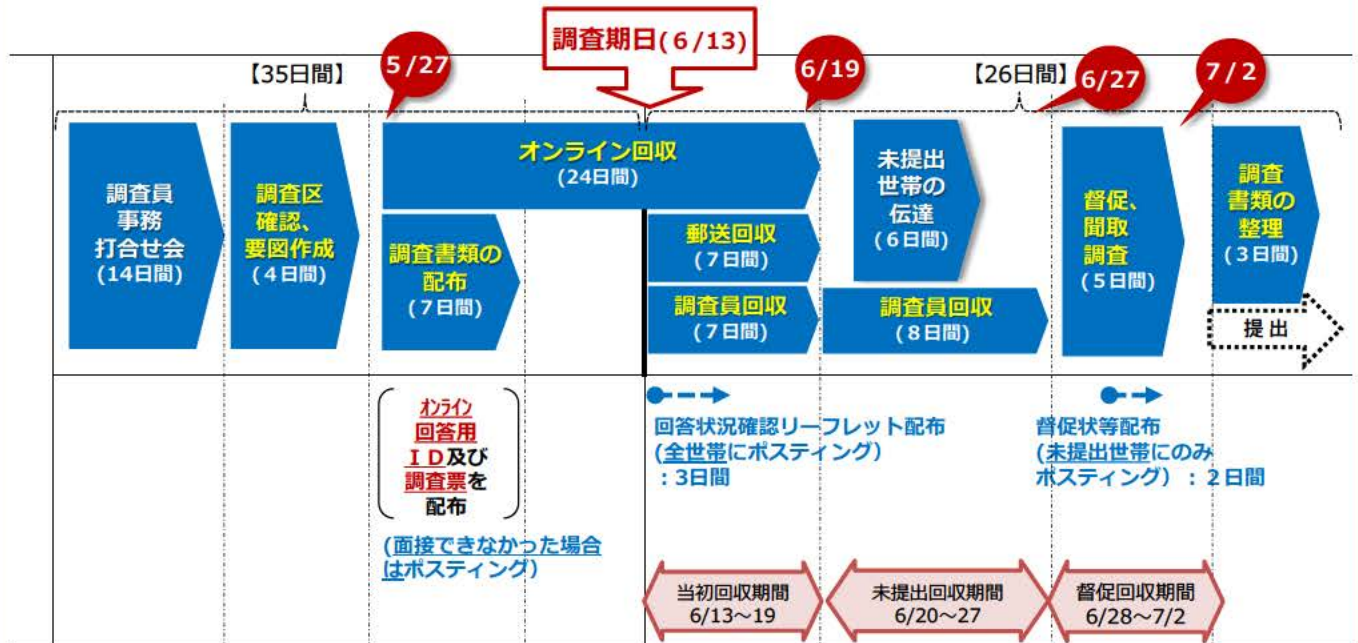 調査期日(6/13)
【35日間】
5/27
6/19
【26日間】
6/27
7/2
調査員
事務
打合せ会
(14日間)
調査区
確認、
要図作成
(4日間)
オンライン回収
(24日間)
調査書類の
配布
(7日間)
郵送回収
(7日間)
調査員回収
(7日間)
未提出
世帯の
伝達
(6日間)
調査員回収
(8日間)
督促、
聞取
調査
(5日間)
調査
書類の
整理
(3日間)
提出
オンライン
回答用
ID及び
調査票を
配布
(面接できなかった場合
はポスティング)
回答状況確認リーフレット配布
(全世帯にポスティング)
:3日間
督促状等配布
(未提出世帯にのみ
ポスティング):2日間
当初回収期間
6/13~19
未提出回収期間
6/20~27
督促回収期間
6/28~7/2